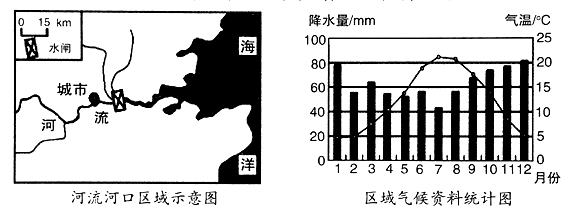 0 15 km
水闸
海
城市
河
流
洋
河流河口区域示意图
降水量/mm
气温/°C
100
80
60
40
20
0
25
20
15
10
5
0
1 2 3 4 5 6 7 8 9 10 11 12
月份
区域气候资料统计图